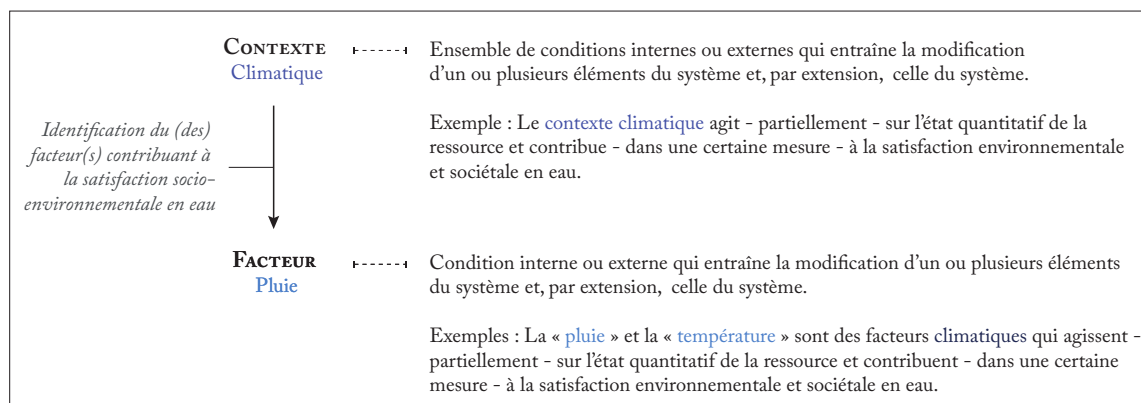 CONTEXTE
Climatique
Ensemble de conditions internes ou externes qui entraîne la modification
d'un ou plusieurs éléments du système et, par extension, celle du système.
Exemple : Le contexte climatique agit - partiellement - sur l'état quantitatif de la
ressource et contribue - dans une certaine mesure - à la satisfaction environnementale
et sociétale en eau.
Identification du (des)
facteur(s) contribuant à
la satisfaction socio-
environnementale en eau
FACTEUR
Pluie
Condition interne ou externe qui entraîne la modification d'un ou plusieurs éléments
du système et, par extension, celle du système.
Exemples : La « pluie » et la « température » sont des facteurs climatiques qui agissent -
partiellement - sur l'état quantitatif de la ressource et contribuent - dans une certaine
mesure - à la satisfaction environnementale et sociétale en eau.